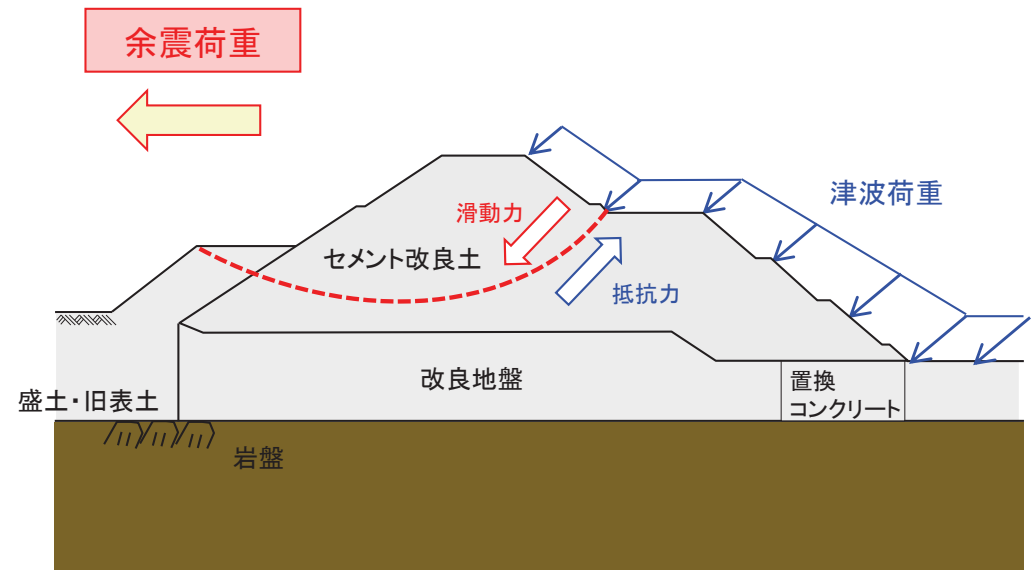 余震荷重
津波荷重
滑動力
セメント改良土
抵抗力
改良地盤
置換
コンクリート
盛土・旧表土
岩盤